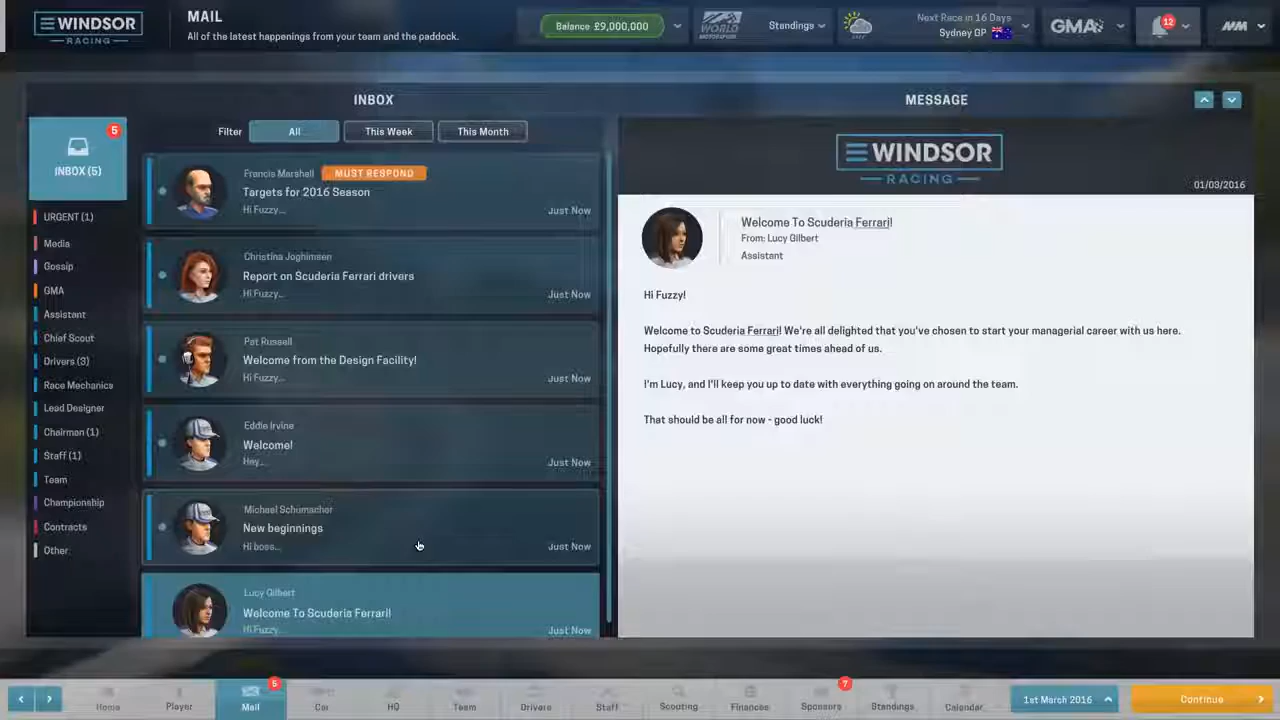 WINDSOR
RACING
MAIL
All of the latest happenings from your team and the paddock.
Balance £9,000,000
WORLD
MOTORSPORT
Standings
Next Race in 16 Days
Sydney GP
GMA
12
INBOX
MESSAGE
5
INBOX (5)
Filter
All
This Week
This Month
URGENT (1)
Media
Gossip
GMA
Assistant
Chief Scout
Drivers (3)
Race Mechanics
Lead Designer
Chairman (1)
Staff (1)
Team
Championship
Contracts
Other
Francis Marshall
MUST RESPOND
Targets for 2016 Season
Hi Fuzzy...
Just Now
Christina Joghimsen
Report on Scuderia Ferrari drivers
Hi Fuzzy...
Just Now
Pat Russell
Welcome from the Design Facility!
Hi Fuzzy...
Just Now
Eddie Irvine
Welcome!
Hey...
Just Now
Michael Schumacher
New beginnings
Hi boss...
Just Now
Lucy Gilbert
Welcome To Scuderia Ferrari!
Hi Fuzzy...
Just Now
WINDSOR
RACING
01/03/2016
Welcome To Scuderia Ferrari!
From: Lucy Gilbert
Assistant
Hi Fuzzy!
Welcome to Scuderia Ferrari! We're all delighted that you've chosen to start your managerial career with us here.
Hopefully there are some great times ahead of us.
I'm Lucy, and I'll keep you up to date with everything going on around the team.
That should be all for now - good luck!
Home
Player
5
Mail
Car
HQ
Team
Drivers
Staff
Scouting
Finances
7
Sponsors
Standings
Calendar
1st March 2016
Continue